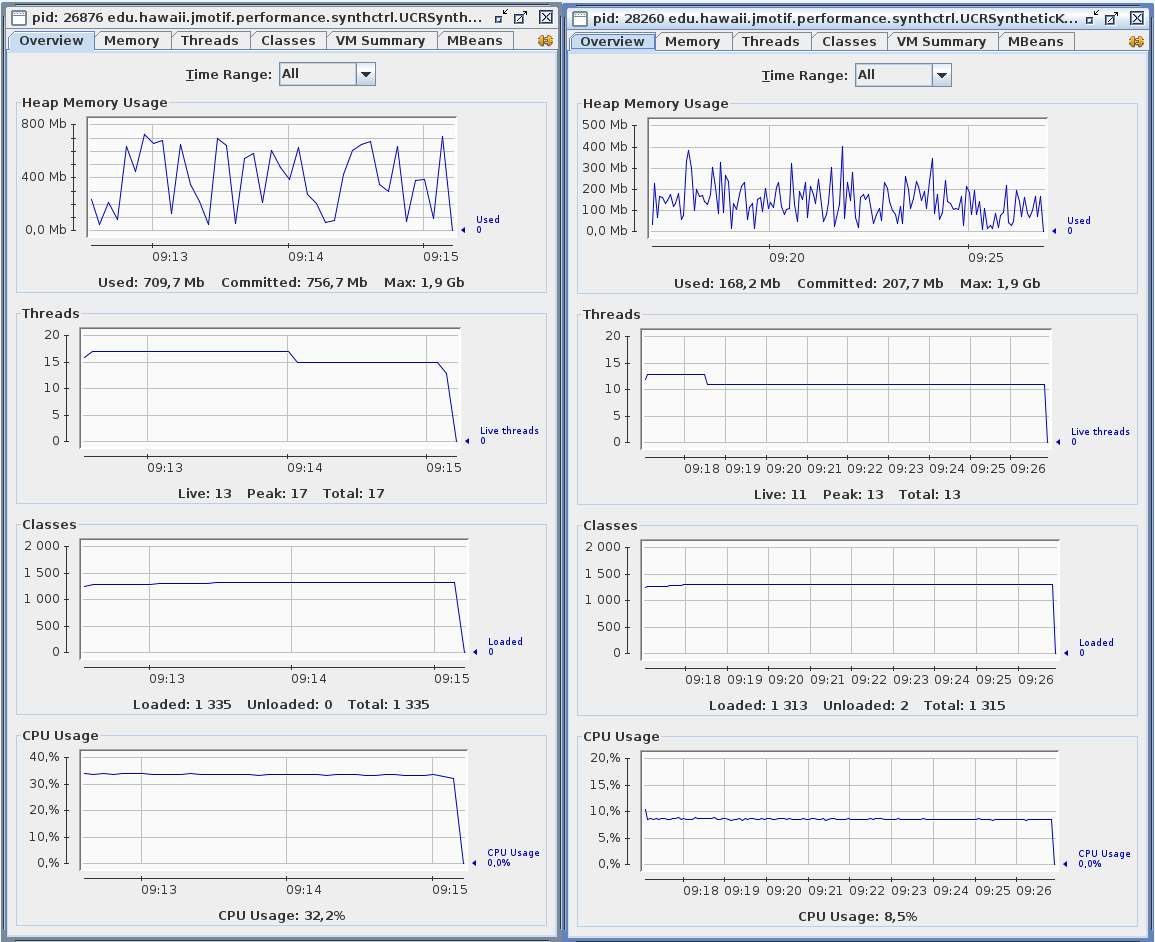 pid: 26876 edu.hawaii.jmotif.performance.synthctrl.UCRSynth...
Overview Memory Threads Classes VM Summary MBeans
Time Range: All
Heap Memory Usage
800 Mb
400 Mb
0,0 Mb
Used
0
09:13 09:14 09:15
Used: 709,7 Mb Committed: 756,7 Mb Max: 1,9 Gb
Threads
20
15
10
5
0
Live threads
0
09:13 09:14 09:15
Live: 13 Peak: 17 Total: 17
Classes
2 000
1 500
1 000
500
0
Loaded
0
09:13 09:14 09:15
Loaded: 1 335 Unloaded: 0 Total: 1 335
CPU Usage
40,%
30,%
20,%
10,%
0,%
CPU Usage
0,0%
09:13 09:14 09:15
CPU Usage: 32,2%
pid: 28260 edu.hawaii.jmotif.performance.synthctrl.UCRSyntheticK...
Overview Memory Threads Classes VM Summary MBeans
Time Range: All
Heap Memory Usage
500 Mb
400 Mb
300 Mb
200 Mb
100 Mb
0,0 Mb
Used
0
09:20 09:25
Used: 168,2 Mb Committed: 207,7 Mb Max: 1,9 Gb
Threads
20
15
10
5
0
Live threads
0
09:18 09:19 09:20 09:21 09:22 09:23 09:24 09:25 09:26
Live: 11 Peak: 13 Total: 13
Classes
2 000
1 500
1 000
500
0
Loaded
0
09:18 09:19 09:20 09:21 09:22 09:23 09:24 09:25 09:26
Loaded: 1 313 Unloaded: 2 Total: 1 315
CPU Usage
20,%
15,%
10,%
5,%
0,%
CPU Usage
0,0%
09:18 09:19 09:20 09:21 09:22 09:23 09:24 09:25 09:26
CPU Usage: 8,5%